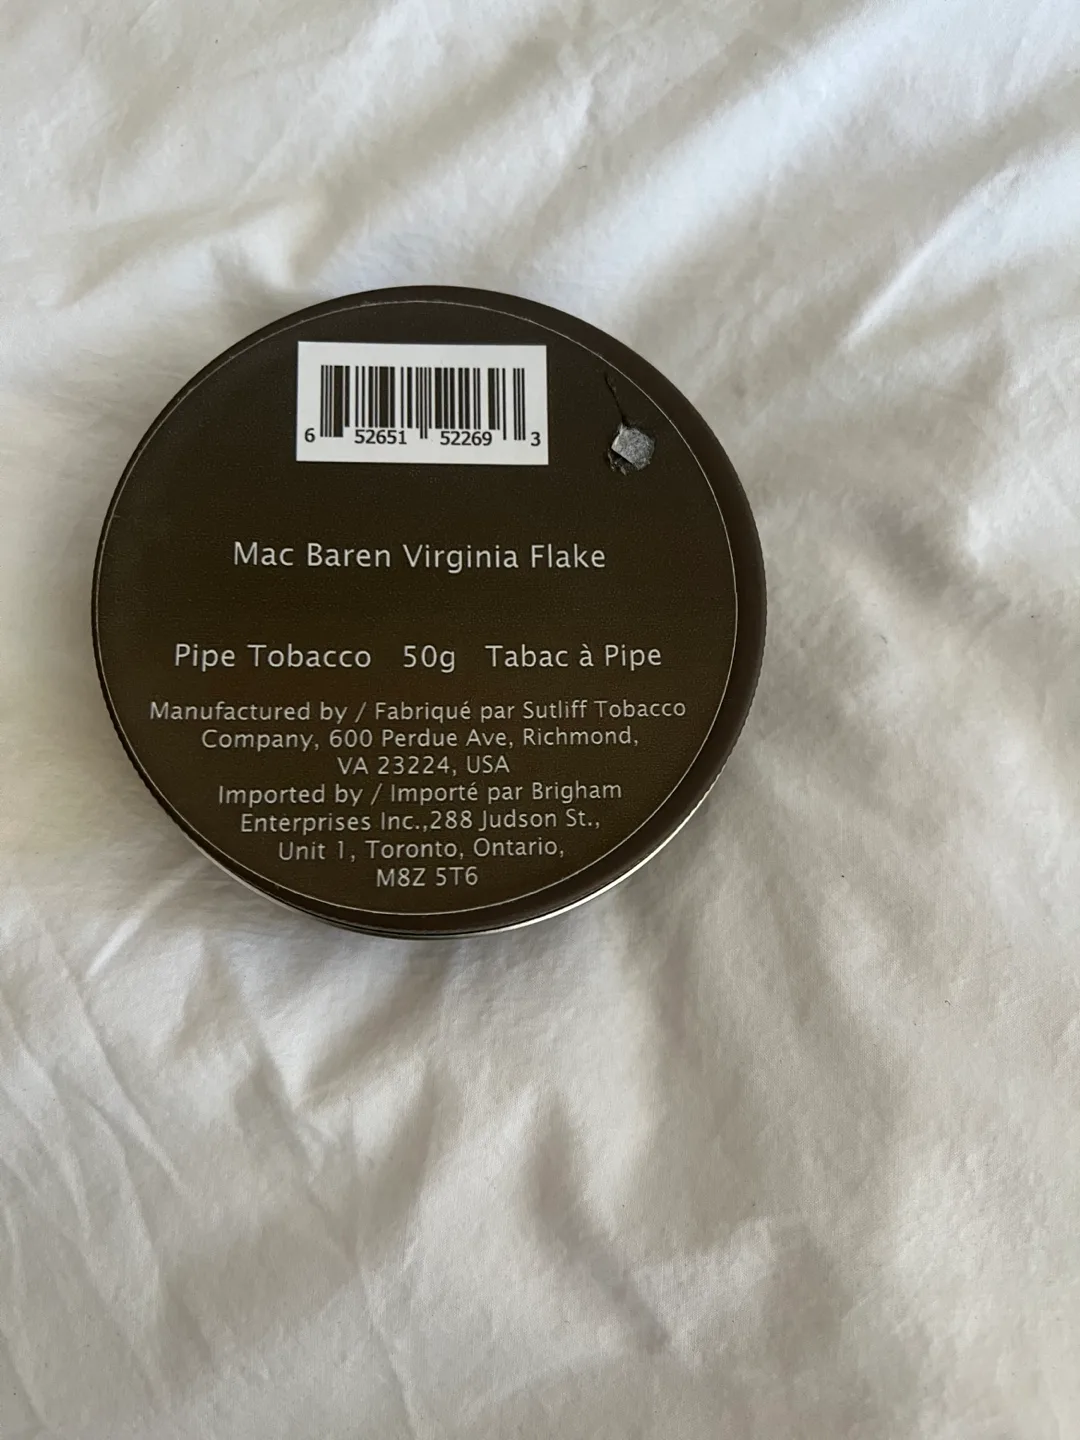 6 52651 52269 3
Mac Baren Virginia Flake
Pipe Tobacco 50g Tabac à Pipe
Manufactured by / Fabriqué par Sutliff Tobacco
Company, 600 Perdue Ave, Richmond,
VA 23224, USA
Imported by / Importé par Brigham
Enterprises Inc.,288 Judson St.,
Unit 1, Toronto, Ontario,
M8Z 5T6